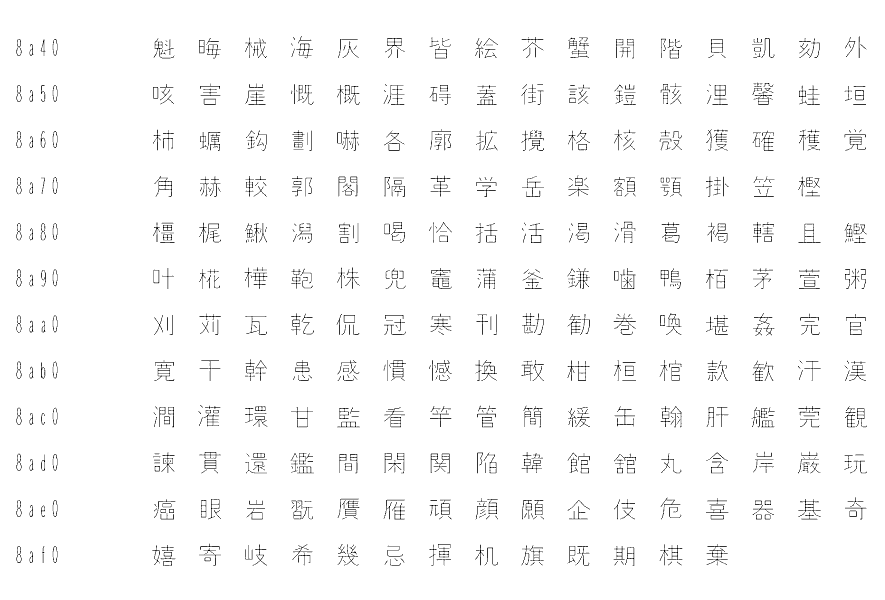 8a40 魁 晦 械 海 灰 界 皆 絵 芥 蟹 開 階 貝 凱 劾 外
8a50 咳 害 崖 慨 概 涯 碍 蓋 街 該 鎧 骸 浬 馨 蛙 垣
8a60 柿 蛎 鈎 劃 嚇 各 廓 拡 撹 格 核 殻 獲 確 穫 覚
8a70 角 赫 較 郭 閣 隔 革 学 岳 楽 額 顎 掛 笠 樫
8a80 橿 梶 鰍 潟 割 喝 恰 括 活 渇 滑 葛 褐 轄 且 鰹
8a90 叶 椛 樺 鞄 株 兜 竃 蒲 釜 鎌 噛 鴨 栢 茅 萱 粥
8aa0 刈 苅 瓦 乾 侃 冠 寒 刊 勘 勧 巻 喚 堪 姦 完 官
8ab0 寛 干 幹 患 感 慣 憾 換 敢 柑 桓 棺 款 歓 汗 漢
8ac0 澗 潅 環 甘 監 看 竿 管 簡 緩 缶 翰 肝 艦 莞 観
8ad0 諌 貫 還 鑑 間 閑 関 陥 韓 館 舘 丸 含 岸 巌 玩
8ae0 癌 眼 岩 翫 贋 雁 頑 顔 願 企 伎 危 喜 器 基 奇
8af0 嬉 寄 岐 希 幾 忌 揮 机 旗 既 期 棋 棄